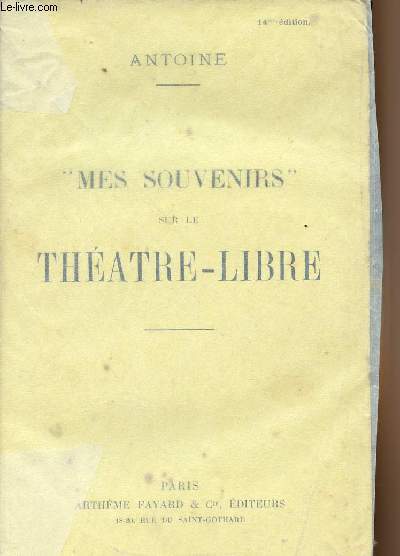 Le-livre.com
14me édition.
ANTOINE
"MES SOUVENIRS"
SUR LE
THÉATRE-LIBRE
PARIS
ARTHÈME FAYARD & Cie, ÉDITEURS
18-20, RUE DU SAINT-GOTHARD